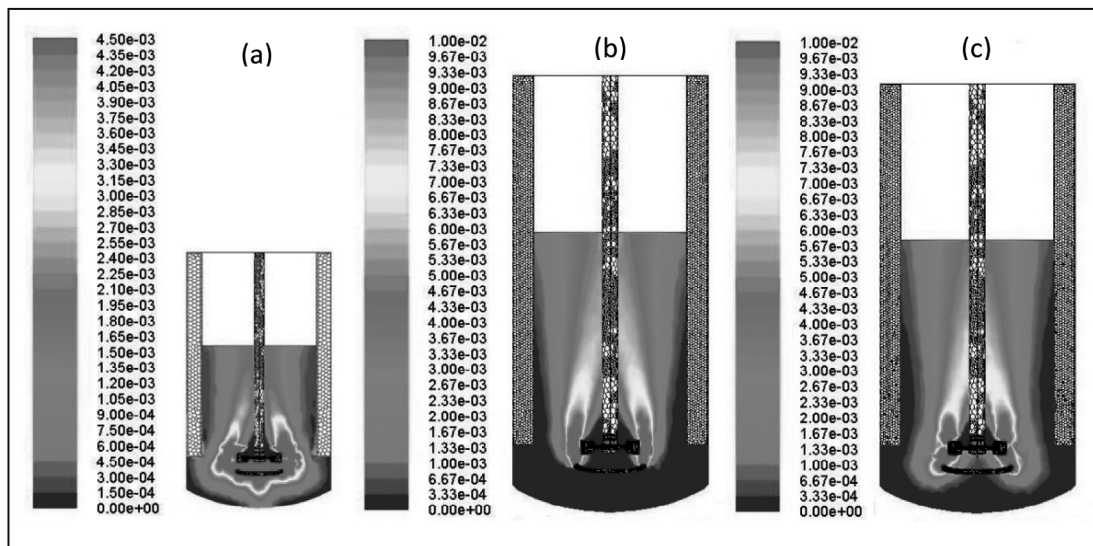 (a)
4.50e-03
4.35e-03
4.20e-03
4.05e-03
3.90e-03
3.75e-03
3.60e-03
3.45e-03
3.30e-03
3.15e-03
3.00e-03
2.85e-03
2.70e-03
2.55e-03
2.40e-03
2.25e-03
2.10e-03
1.95e-03
1.80e-03
1.65e-03
1.50e-03
1.35e-03
1.20e-03
1.05e-03
9.00e-04
7.50e-04
6.00e-04
4.50e-04
3.00e-04
1.50e-04
0.00e+00
(b)
1.00e-02
9.67e-03
9.33e-03
9.00e-03
8.67e-03
8.33e-03
8.00e-03
7.67e-03
7.33e-03
7.00e-03
6.67e-03
6.33e-03
6.00e-03
5.67e-03
5.33e-03
5.00e-03
4.67e-03
4.33e-03
4.00e-03
3.67e-03
3.33e-03
3.00e-03
2.67e-03
2.33e-03
2.00e-03
1.67e-03
1.33e-03
1.00e-03
6.67e-04
3.33e-04
0.00e+00
(c)
1.00e-02
9.67e-03
9.33e-03
9.00e-03
8.67e-03
8.33e-03
8.00e-03
7.67e-03
7.33e-03
7.00e-03
6.67e-03
6.33e-03
6.00e-03
5.67e-03
5.33e-03
5.00e-03
4.67e-03
4.33e-03
4.00e-03
3.67e-03
3.33e-03
3.00e-03
2.67e-03
2.33e-03
2.00e-03
1.67e-03
1.33e-03
1.00e-03
6.67e-04
3.33e-04
0.00e+00